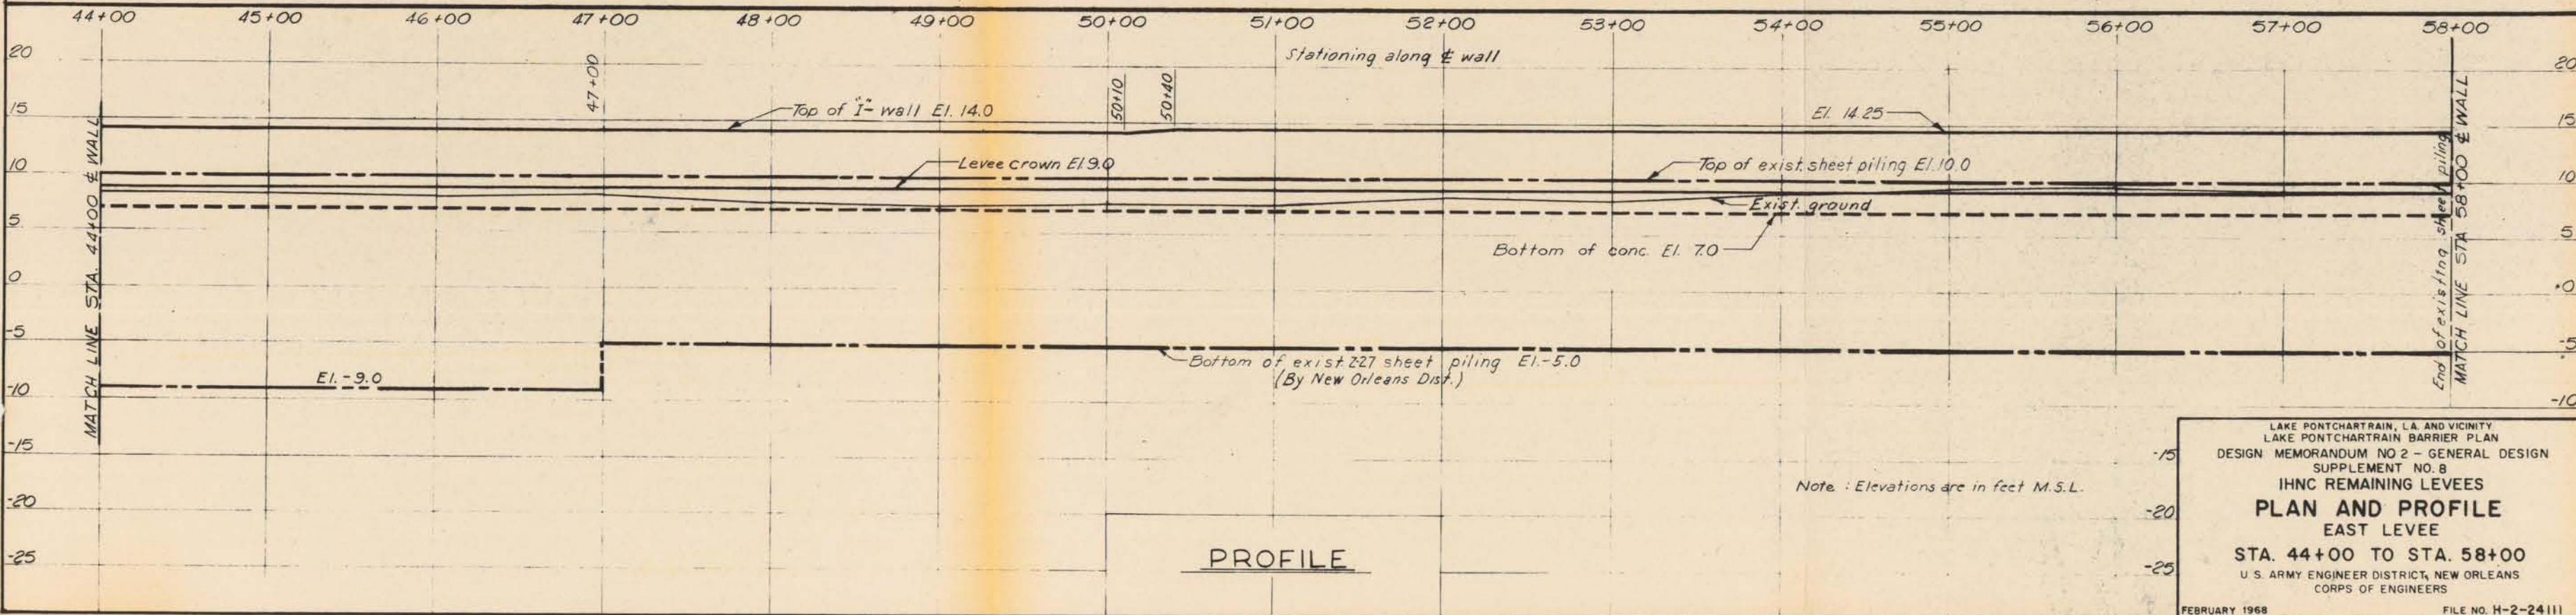 44+00 45+00 46+00 47+00 48+00 49+00 50+00 51+00 52+00 53+00 54+00 55+00 56+00 57+00 58+00
Stationing along ℄ wall
20
15
10
5
0
-5
-10
-15
-20
-25
MATCH LINE STA. 44+00 ℄ WALL
47+00
50+10
50+40
Top of "I"-wall El. 14.0
El. 14.25
Levee crown El. 9.0
Top of exist. sheet piling El. 10.0
Exist. ground
Bottom of conc. El. 7.0
El. -9.0
Bottom of exist. Z-27 sheet piling El. -5.0
(By New Orleans Dist.)
End of existing sheet piling
MATCH LINE STA 58+00 ℄ WALL
20
15
10
5
0
-5
-10
-15
-20
-25
Note : Elevations are in feet M.S.L.
PROFILE
LAKE PONTCHARTRAIN, LA. AND VICINITY
LAKE PONTCHARTRAIN BARRIER PLAN
DESIGN MEMORANDUM NO 2 - GENERAL DESIGN
SUPPLEMENT NO. 8
IHNC REMAINING LEVEES
PLAN AND PROFILE
EAST LEVEE
STA. 44+00 TO STA. 58+00
U.S. ARMY ENGINEER DISTRICT, NEW ORLEANS
CORPS OF ENGINEERS
FEBRUARY 1968 FILE NO. H-2-24111